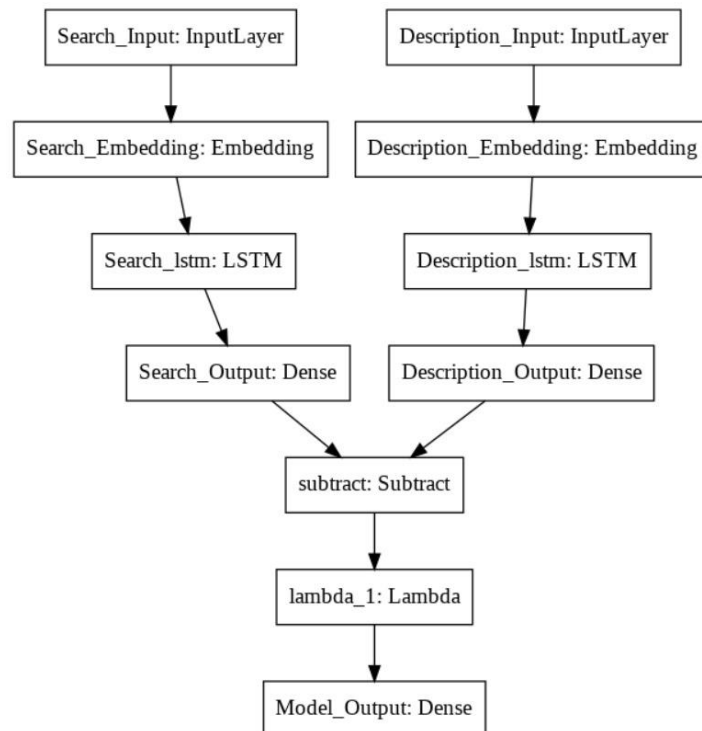 Search_Input: InputLayer
Description_Input: InputLayer
Search_Embedding: Embedding
Description_Embedding: Embedding
Search_lstm: LSTM
Description_lstm: LSTM
Search_Output: Dense
Description_Output: Dense
subtract: Subtract
lambda_1: Lambda
Model_Output: Dense